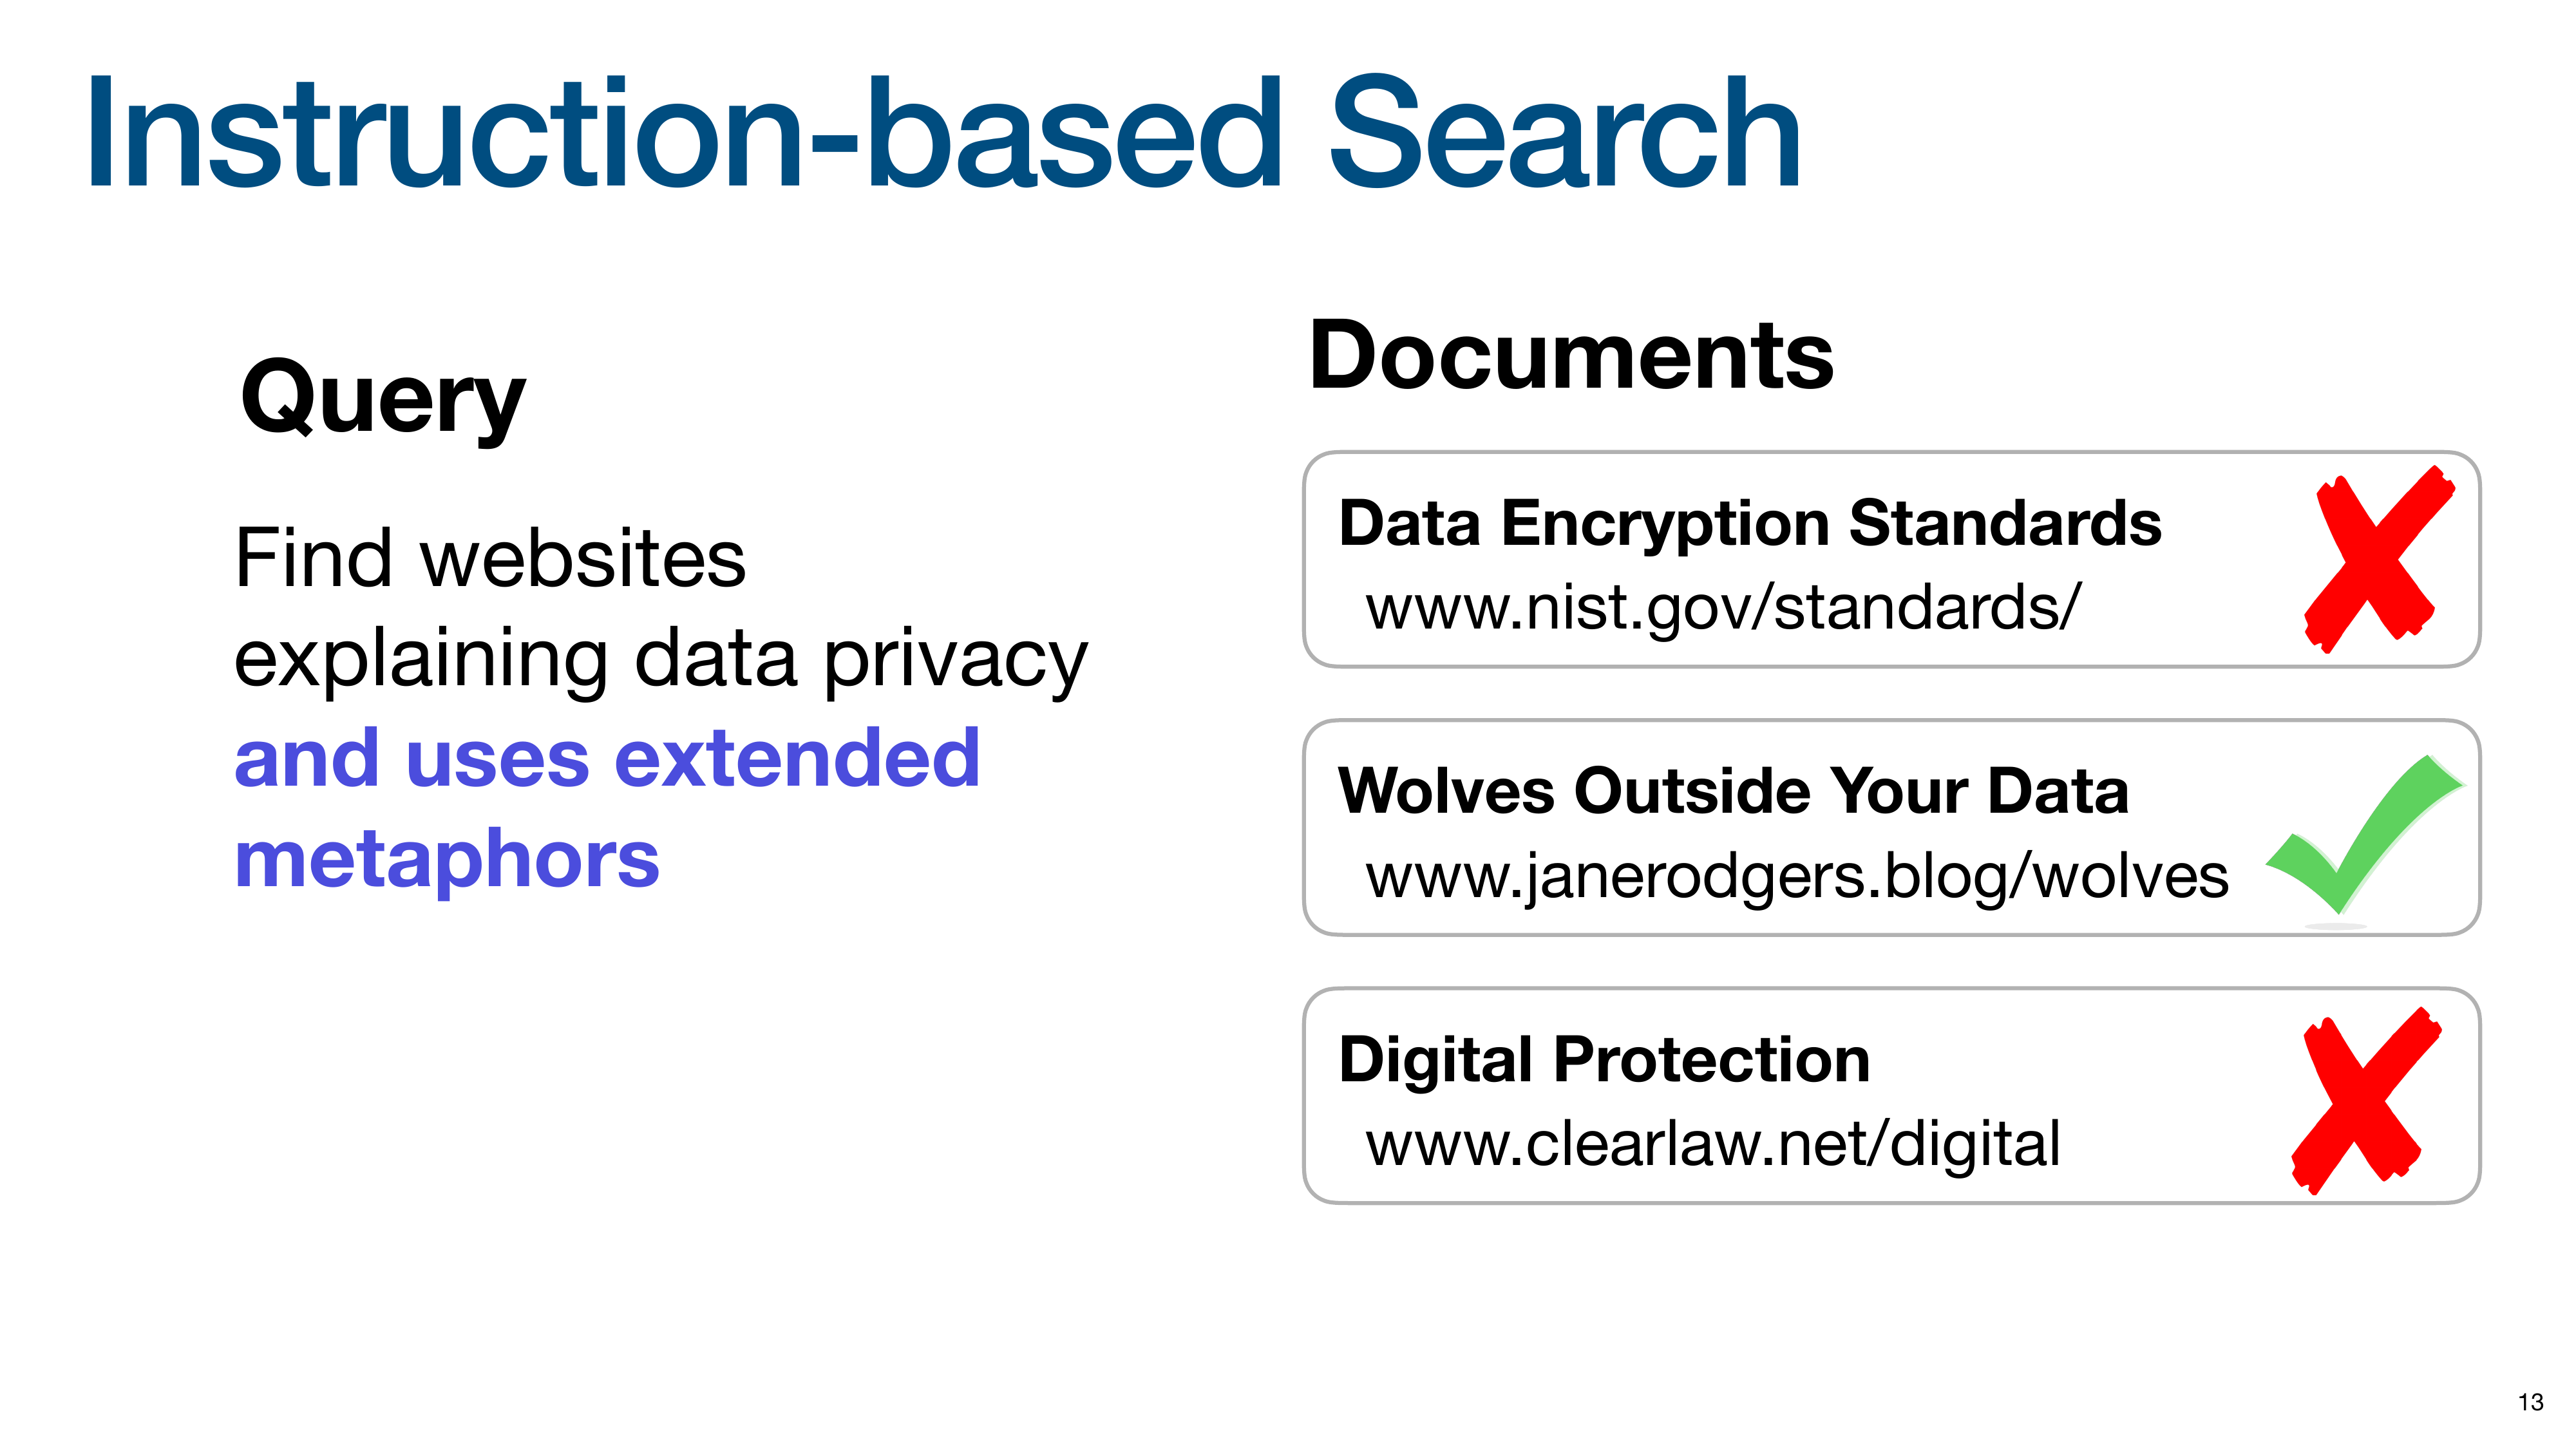 Instruction-based Search
Query
Find websites
explaining data privacy
and uses extended
metaphors
Documents
Data Encryption Standards
www.nist.gov/standards/
Wolves Outside Your Data
www.janerodgers.blog/wolves
Digital Protection
www.clearlaw.net/digital
13